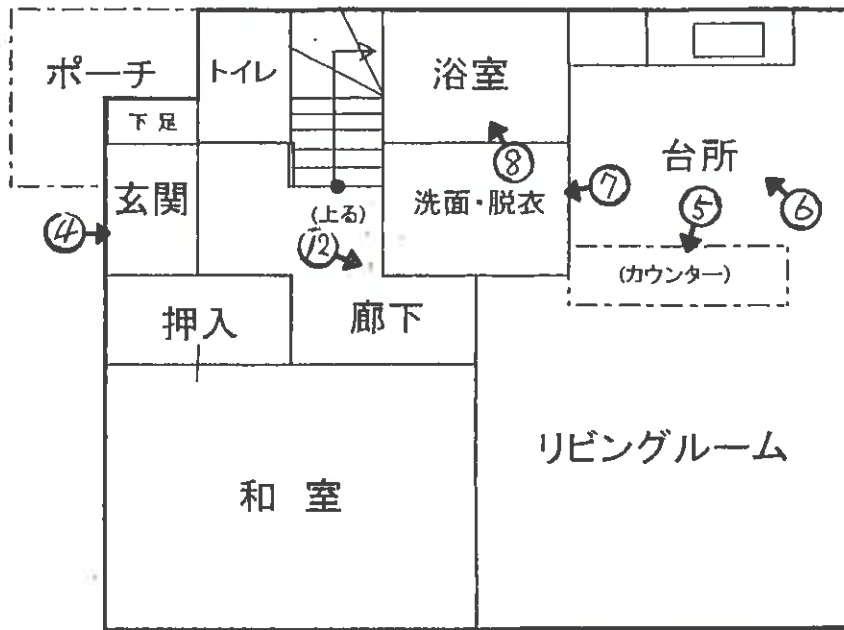 ポーチ
トイレ
浴室
下足
玄関
⑧
台所
洗面・脱衣
⑦
⑤
⑥
④
(上る)
⑫
(カウンター)
押入
廊下
リビングルーム
和室